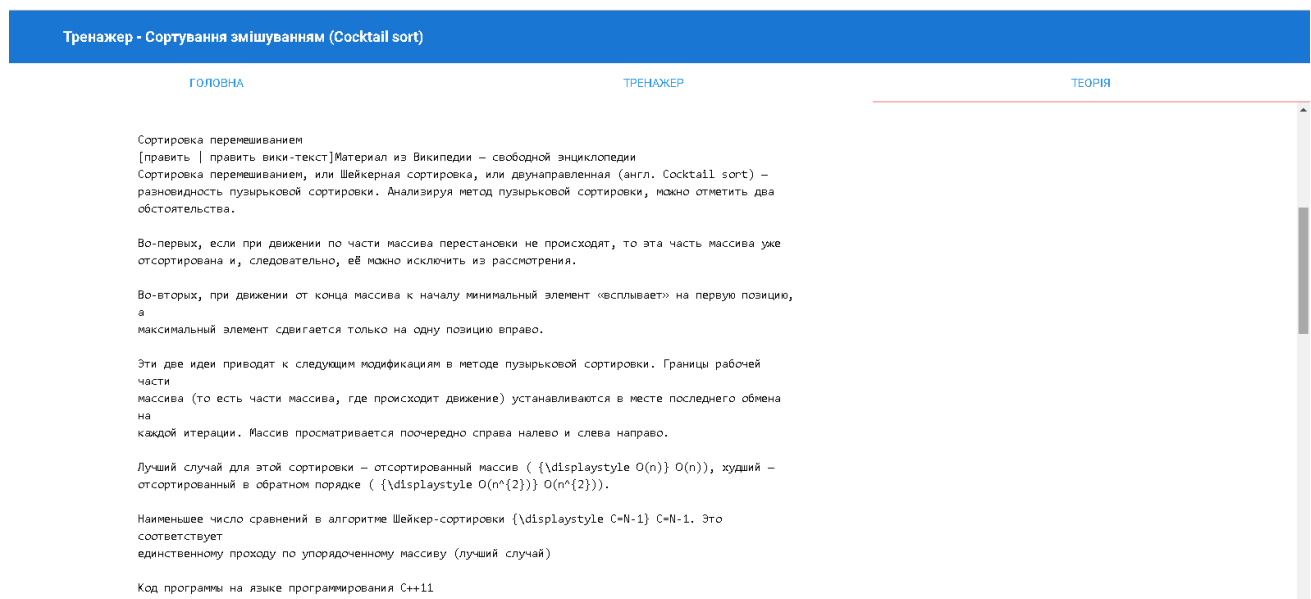 Тренажер - Сортування змішуванням (Cocktail sort)
ГОЛОВНА
ТРЕНАЖЕР
ТЕОРІЯ
Сортировка перемешиванием
[править | править вики-текст]Материал из Википедии — свободной энциклопедии
Сортировка перемешиванием, или Шейкерная сортировка, или двунаправленная (англ. Cocktail sort) —
разновидность пузырьковой сортировки. Анализируя метод пузырьковой сортировки, можно отметить два
обстоятельства.
Во-первых, если при движении по части массива перестановки не происходят, то эта часть массива уже
отсортирована и, следовательно, её можно исключить из рассмотрения.
Во-вторых, при движении от конца массива к началу минимальный элемент «всплывает» на первую позицию,
а
максимальный элемент сдвигается только на одну позицию вправо.
Эти две идеи приводят к следующим модификациям в методе пузырьковой сортировки. Границы рабочей
части
массива (то есть части массива, где происходит движение) устанавливаются в месте последнего обмена
на
каждой итерации. Массив просматривается поочередно справа налево и слева направо.
Лучший случай для этой сортировки — отсортированный массив ( {\displaystyle O(n)} O(n)), худший —
отсортированный в обратном порядке ( {\displaystyle O(n^{2})} O(n^{2})).
Наименьшее число сравнений в алгоритме Шейкер-сортировки {\displaystyle C=N-1} C=N-1. Это
соответствует
единственному проходу по упорядоченному массиву (лучший случай)
Код программы на языке программирования C++11